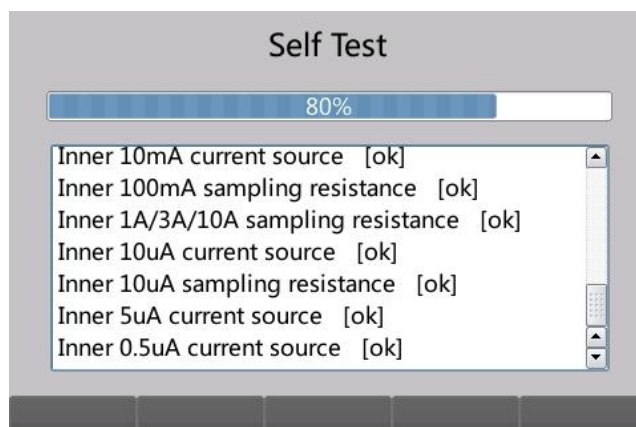 Self Test
80%
Inner 10mA current source [ok]
Inner 100mA sampling resistance [ok]
Inner 1A/3A/10A sampling resistance [ok]
Inner 10uA current source [ok]
Inner 10uA sampling resistance [ok]
Inner 5uA current source [ok]
Inner 0.5uA current source [ok]